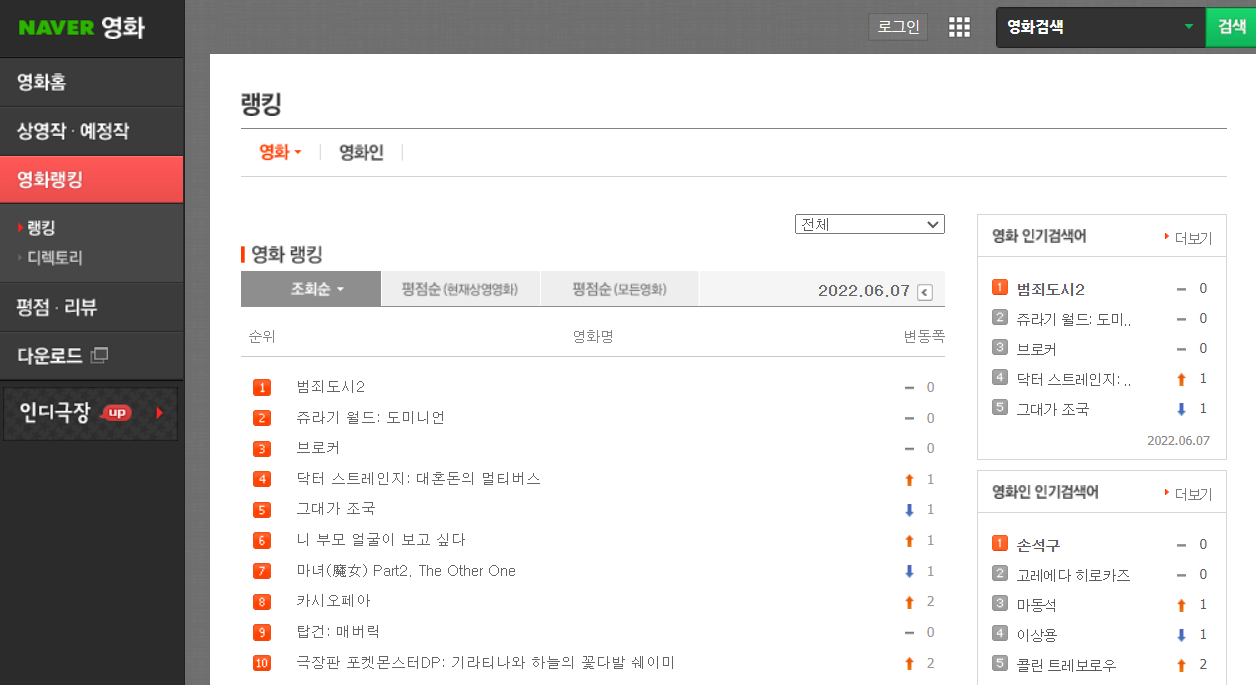 NAVER 영화
로그인
영화검색
검색
영화홈
상영작·예정작
영화랭킹
랭킹
디렉토리
평점·리뷰
다운로드
인디극장 up
랭킹
영화
영화인
전체
영화 랭킹
조회순
평점순(현재상영영화)
평점순(모든영화)
2022.06.07
순위 영화명 변동폭
1 범죄도시2 0
2 쥬라기 월드: 도미니언 0
3 브로커 0
4 닥터 스트레인지: 대혼돈의 멀티버스 1
5 그대가 조국 1
6 니 부모 얼굴이 보고 싶다 1
7 마녀(魔女) Part2. The Other One 1
8 카시오페아 2
9 탑건: 매버릭 0
10 극장판 포켓몬스터DP: 기라티나와 하늘의 꽃다발 쉐이미 2
영화 인기검색어 더보기
1 범죄도시2 0
2 쥬라기 월드: 도미.. 0
3 브로커 0
4 닥터 스트레인지: .. 1
5 그대가 조국 1
2022.06.07
영화인 인기검색어 더보기
1 손석구 0
2 고레에다 히로카즈 0
3 마동석 1
4 이상용 1
5 콜린 트레보로우 2